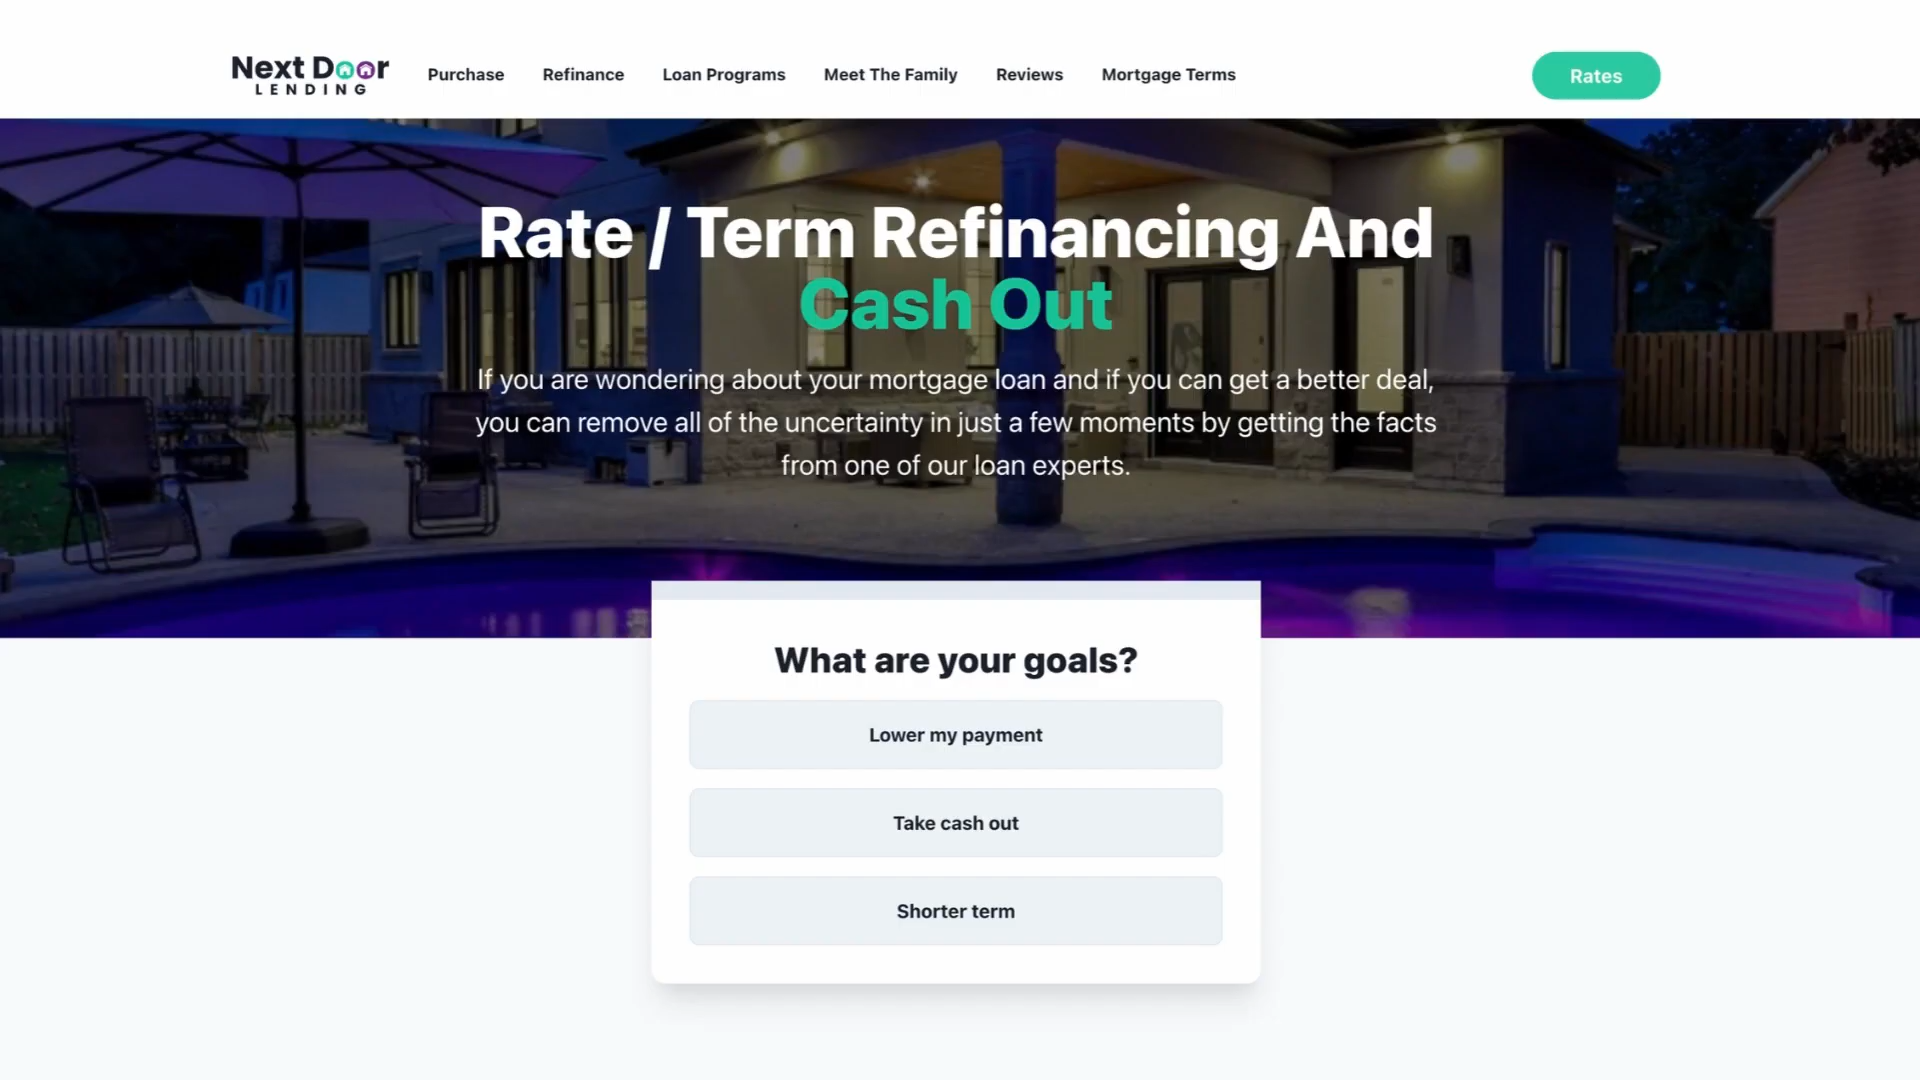 Next Door
LENDING
Purchase
Refinance
Loan Programs
Meet The Family
Reviews
Mortgage Terms
Rates
Rate / Term Refinancing And
Cash Out
If you are wondering about your mortgage loan and if you can get a better deal,
you can remove all of the uncertainty in just a few moments by getting the facts
from one of our loan experts.
What are your goals?
Lower my payment
Take cash out
Shorter term